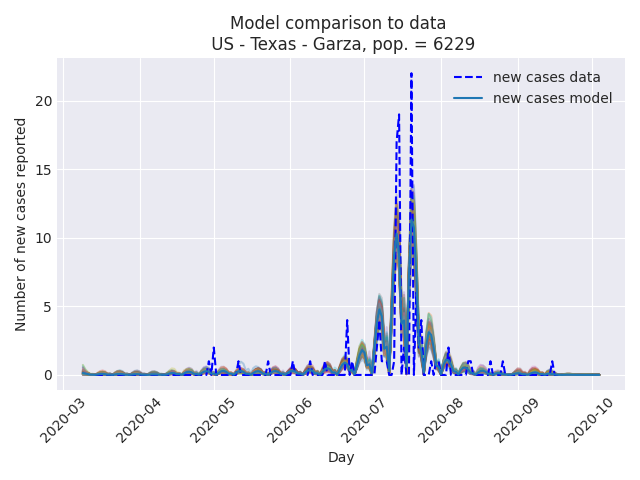 Model comparison to data
US - Texas - Garza, pop. = 6229
new cases data
new cases model
Number of new cases reported
20
15
10
5
0
2020-03
2020-04
2020-05
2020-06
2020-07
2020-08
2020-09
2020-10
Day